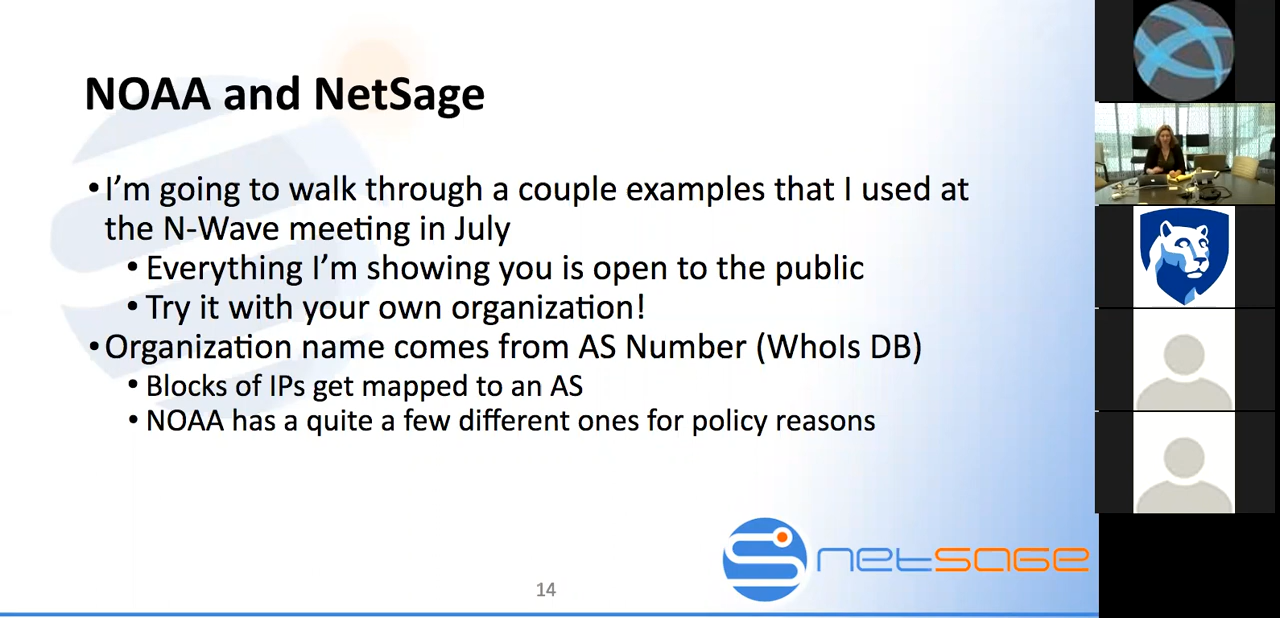 NOAA and NetSage
•I'm going to walk through a couple examples that I used at
the N-Wave meeting in July
•Everything I'm showing you is open to the public
•Try it with your own organization!
•Organization name comes from AS Number (WhoIs DB)
•Blocks of IPs get mapped to an AS
•NOAA has a quite a few different ones for policy reasons
netsage
14